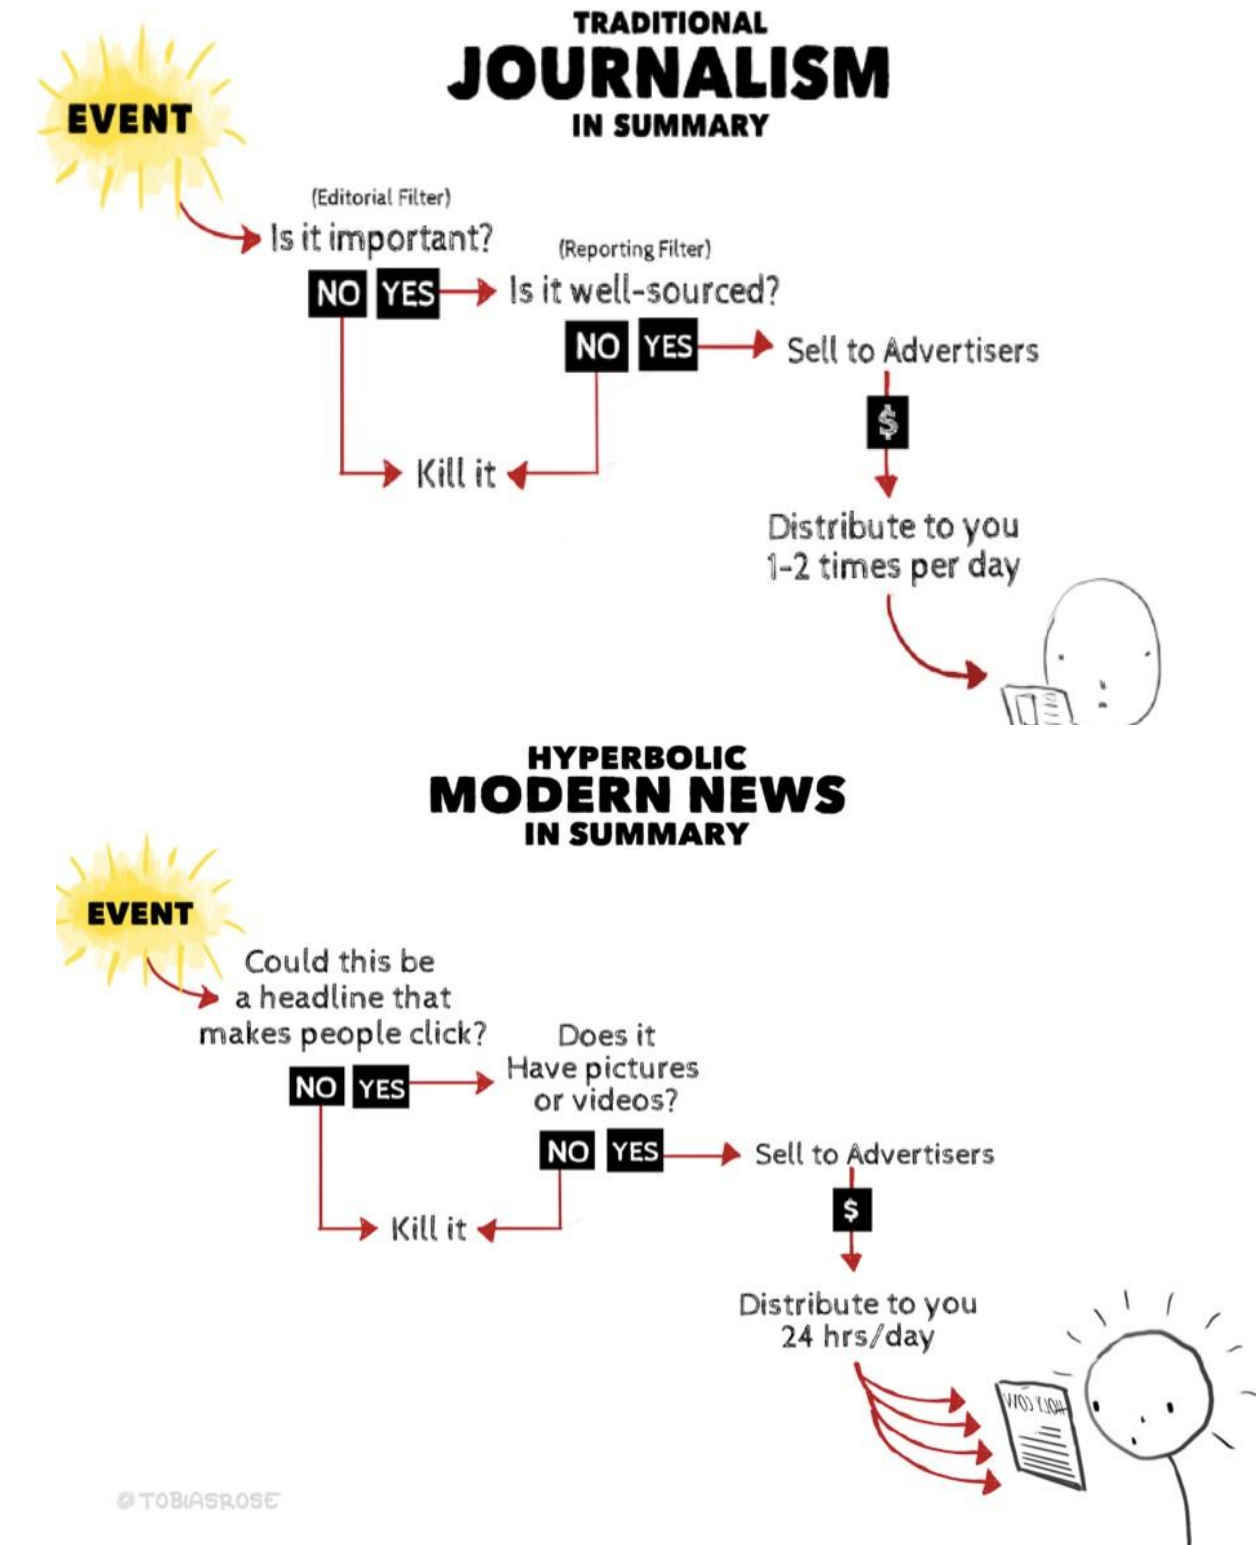 TRADITIONAL
JOURNALISM
IN SUMMARY
EVENT
(Editorial Filter)
Is it important?
NO YES
(Reporting Filter)
Is it well-sourced?
NO YES
Sell to Advertisers
$
Kill it
Distribute to you
1-2 times per day
HYPERBOLIC
MODERN NEWS
IN SUMMARY
EVENT
Could this be
a headline that
makes people click?
NO YES
Does it
Have pictures
or videos?
NO YES
Sell to Advertisers
$
Kill it
Distribute to you
24 hrs/day
HOLY COW
© TOBIASROSE